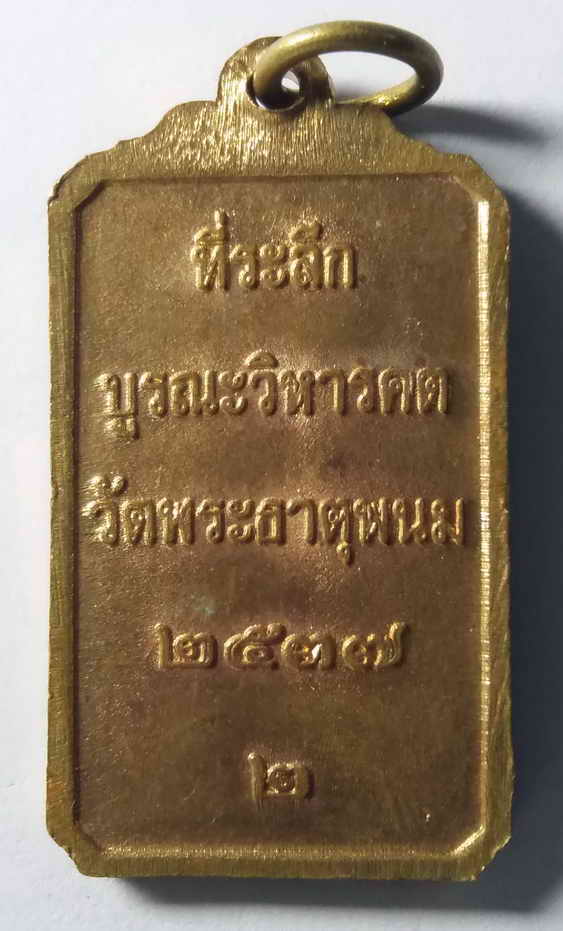 ที่ระลึก
บูรณะวิหารคต
วัดพระธาตุพนม
๒๕๓๗
๒